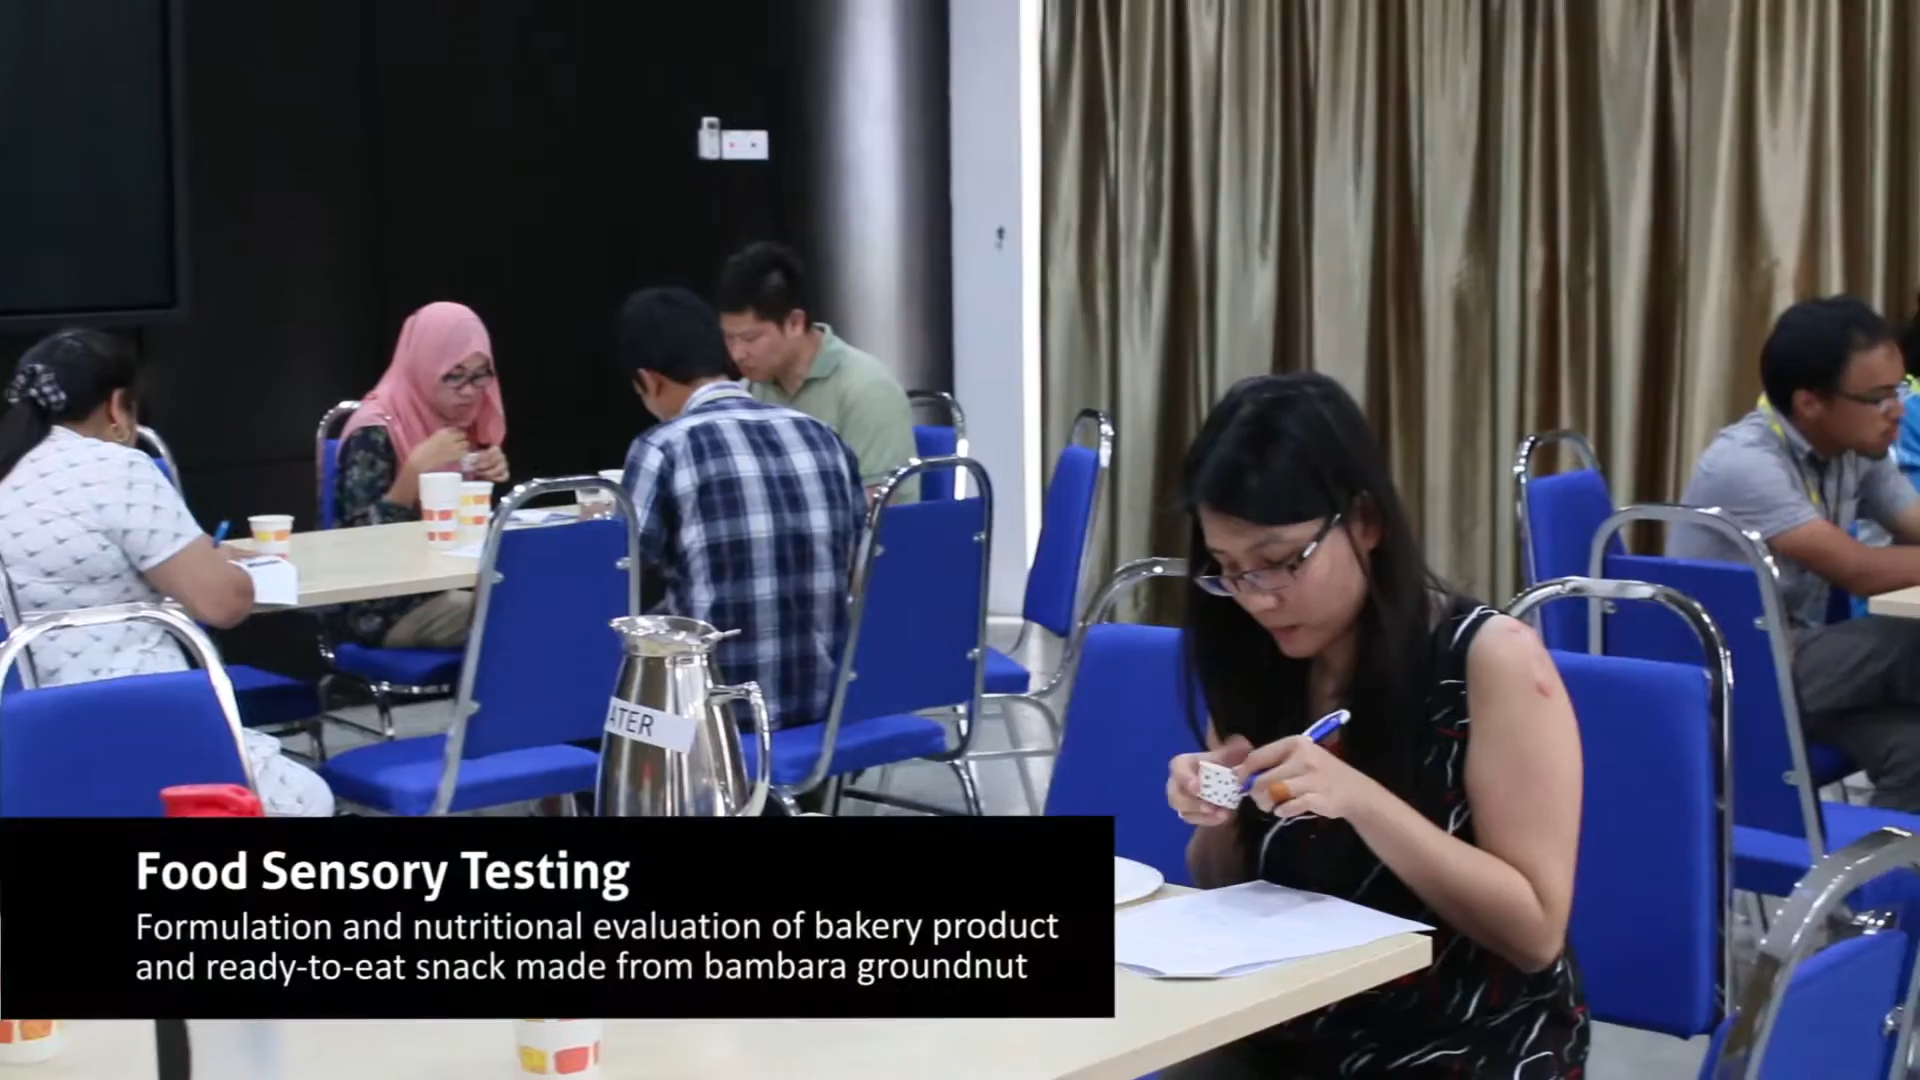 ATER
Food Sensory Testing
Formulation and nutritional evaluation of bakery product
and ready-to-eat snack made from bambara groundnut